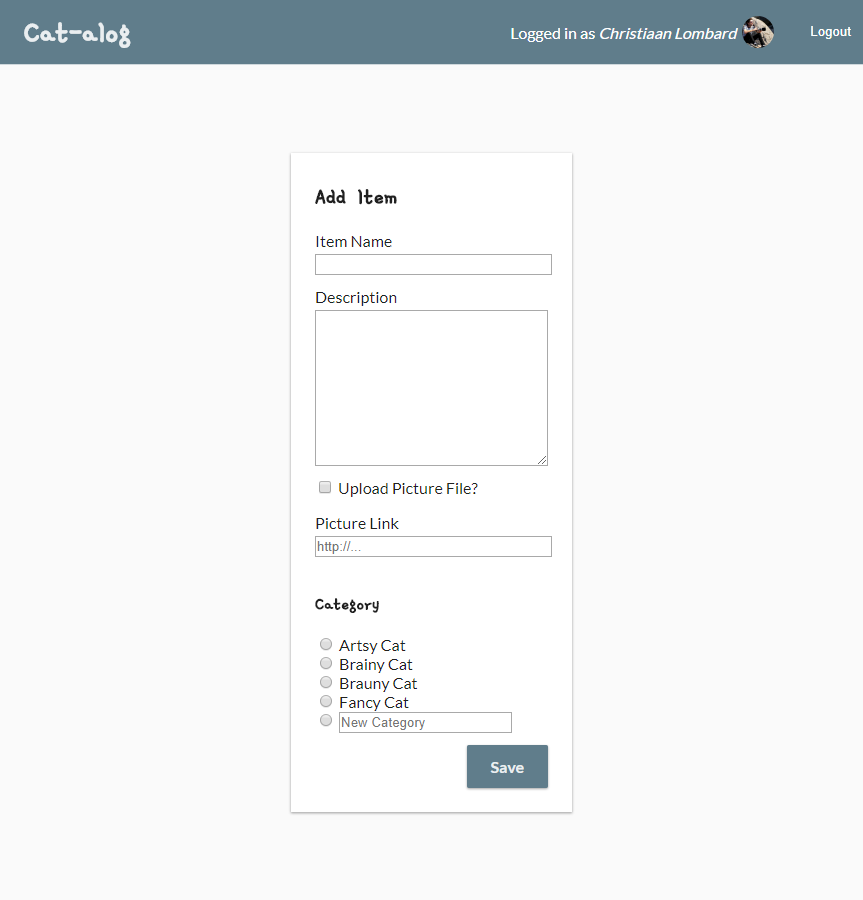 Cat-alog
Logged in as Christiaan Lombard
Logout
Add Item
Item Name
Description
Upload Picture File?
Picture Link
http://...
Category
Artsy Cat
Brainy Cat
Brauny Cat
Fancy Cat
New Category
Save